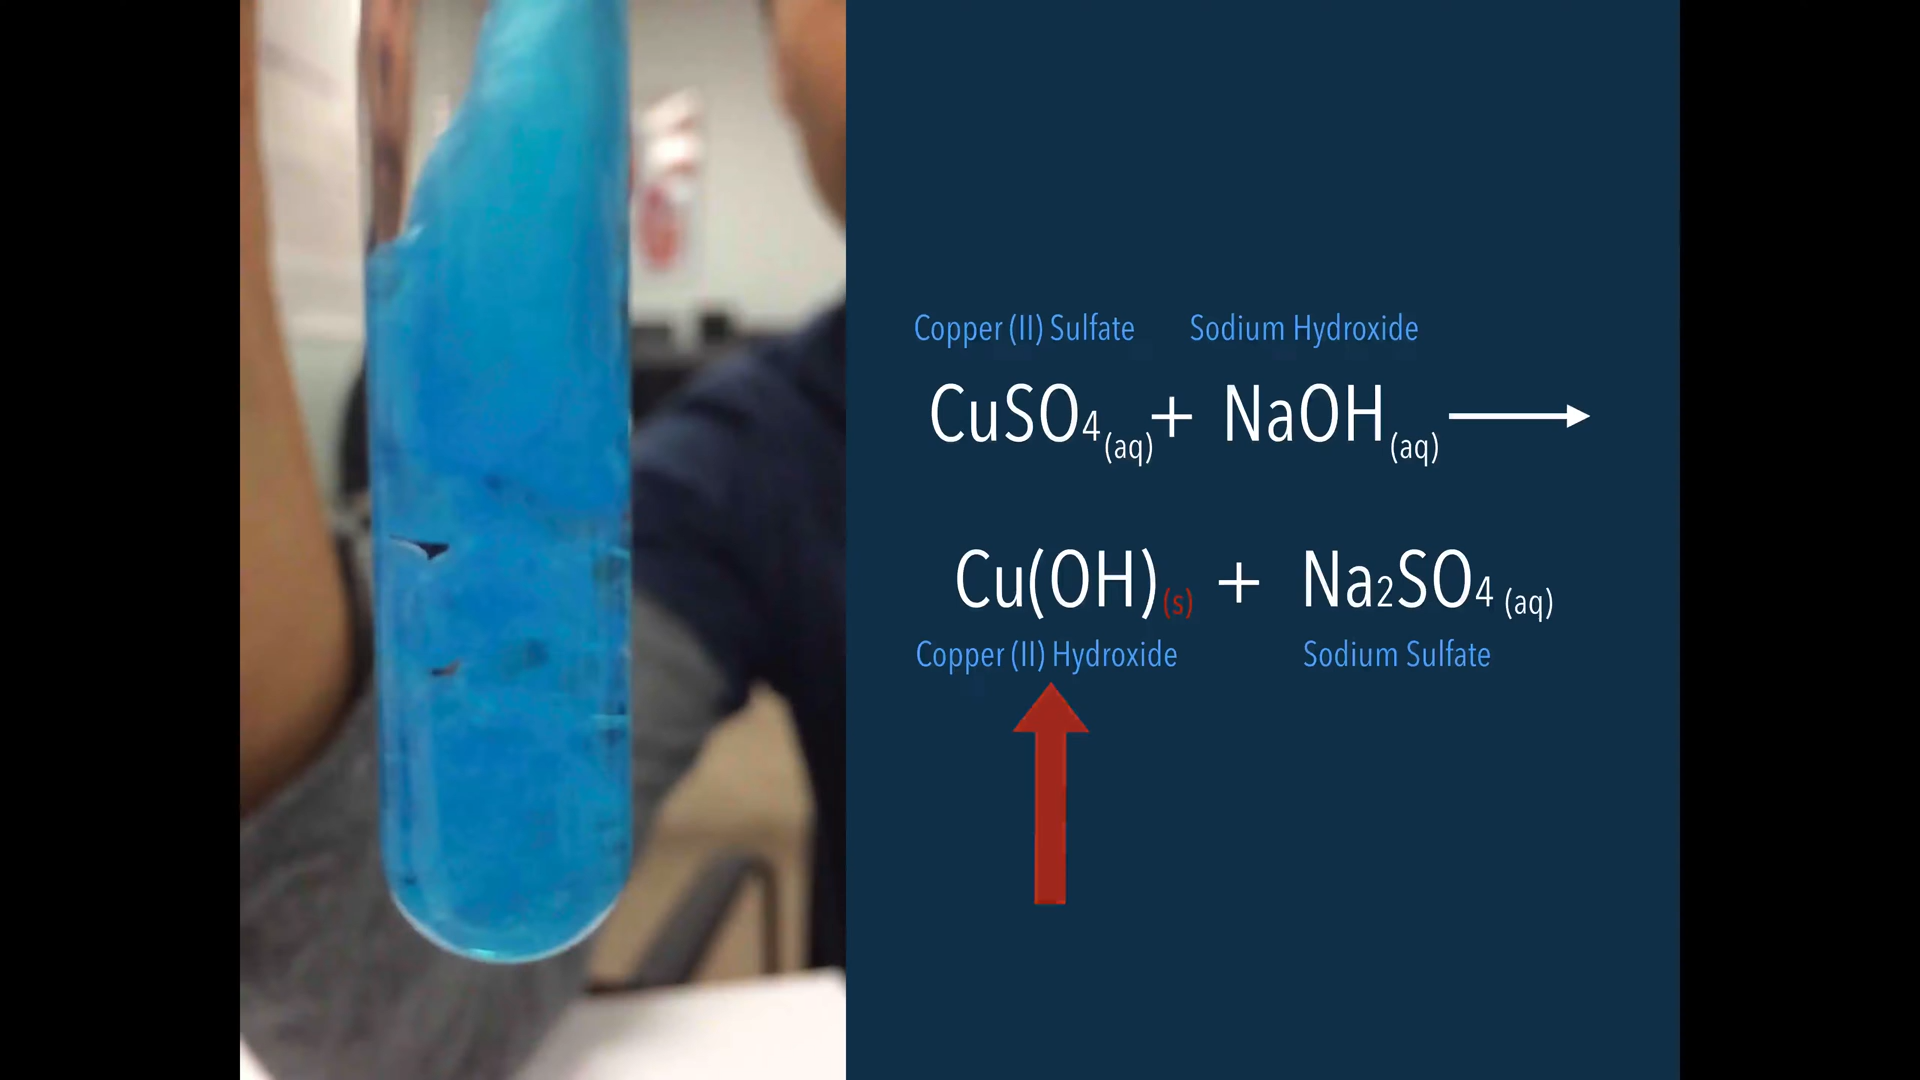 Copper (II) Sulfate Sodium Hydroxide
CuSO4(aq) + NaOH(aq) ⟶
Cu(OH)(s) + Na2SO4 (aq)
Copper (II) Hydroxide Sodium Sulfate